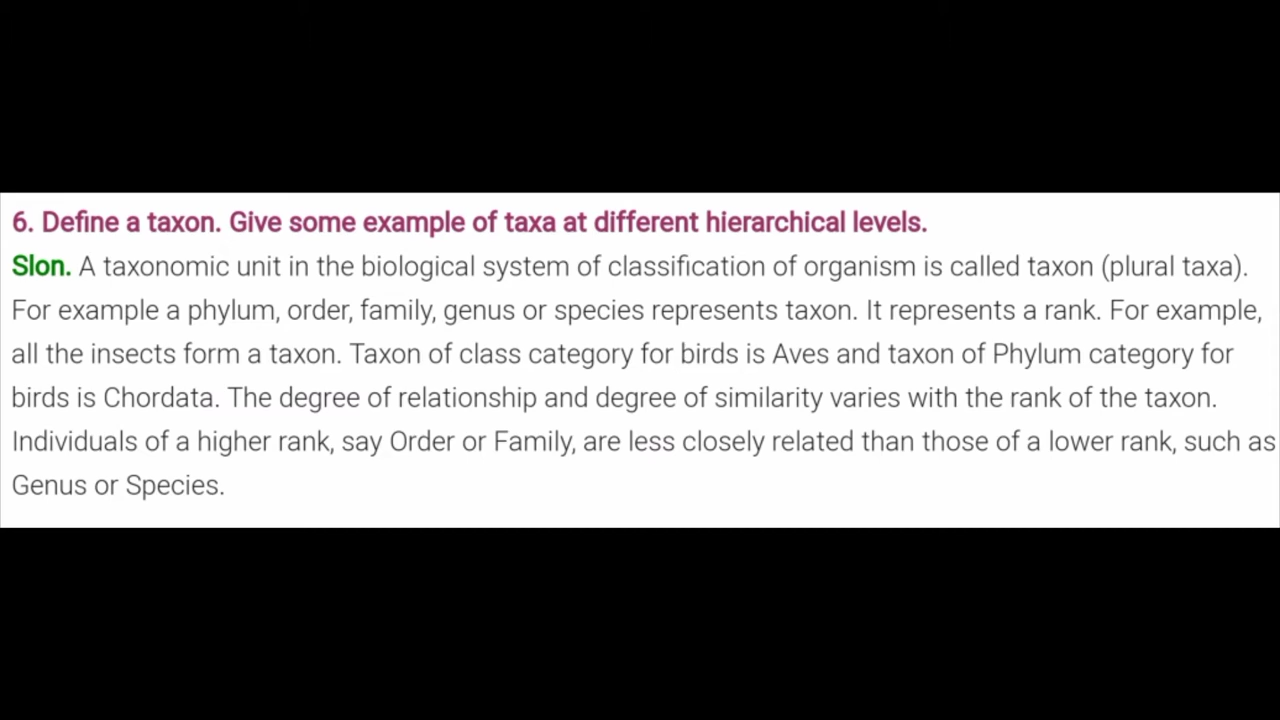 6. Define a taxon. Give some example of taxa at different hierarchical levels.
Slon. A taxonomic unit in the biological system of classification of organism is called taxon (plural taxa).
For example a phylum, order, family, genus or species represents taxon. It represents a rank. For example,
all the insects form a taxon. Taxon of class category for birds is Aves and taxon of Phylum category for
birds is Chordata. The degree of relationship and degree of similarity varies with the rank of the taxon.
Individuals of a higher rank, say Order or Family, are less closely related than those of a lower rank, such as
Genus or Species.